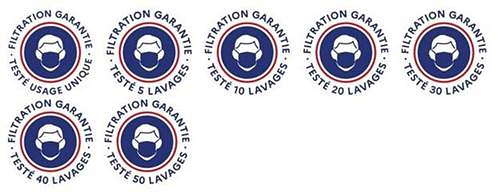 FILTRATION GARANTIE
TESTÉ USAGE UNIQUE
FILTRATION GARANTIE
TESTÉ 5 LAVAGES
FILTRATION GARANTIE
TESTÉ 10 LAVAGES
FILTRATION GARANTIE
TESTÉ 20 LAVAGES
FILTRATION GARANTIE
TESTÉ 30 LAVAGES
FILTRATION GARANTIE
TESTÉ 40 LAVAGES
FILTRATION GARANTIE
TESTÉ 50 LAVAGES